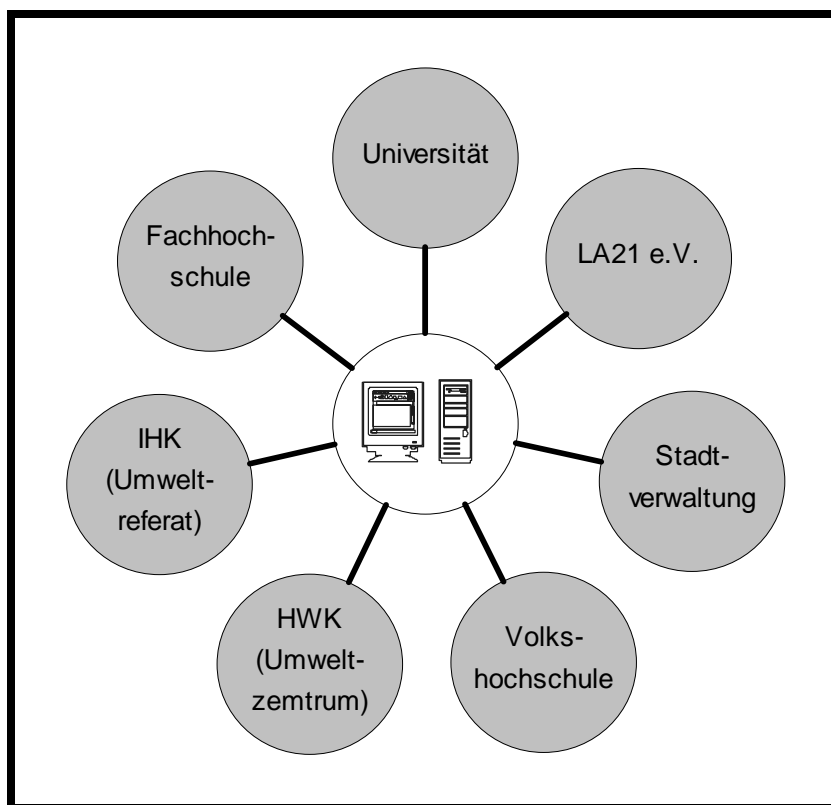 Universität
Fachhoch-
schule
LA21 e.V.
IHK
(Umwelt-
referat)
Stadt-
verwaltung
HWK
(Umwelt-
zemtrum)
Volks-
hochschule